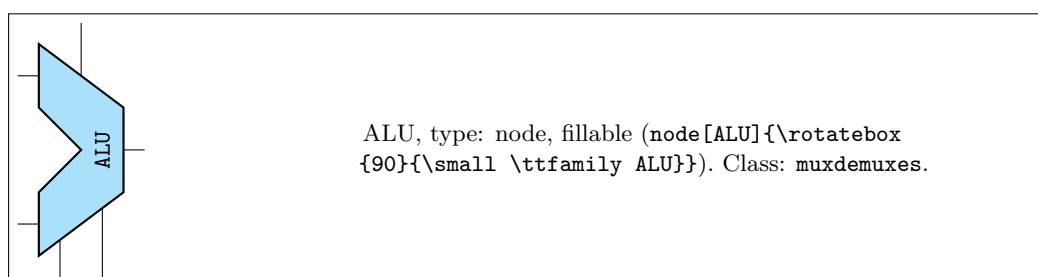 ALU
ALU, type: node, fillable (node[ALU]{\rotatebox
{90}{\small \ttfamily ALU}}). Class: muxdemuxes.